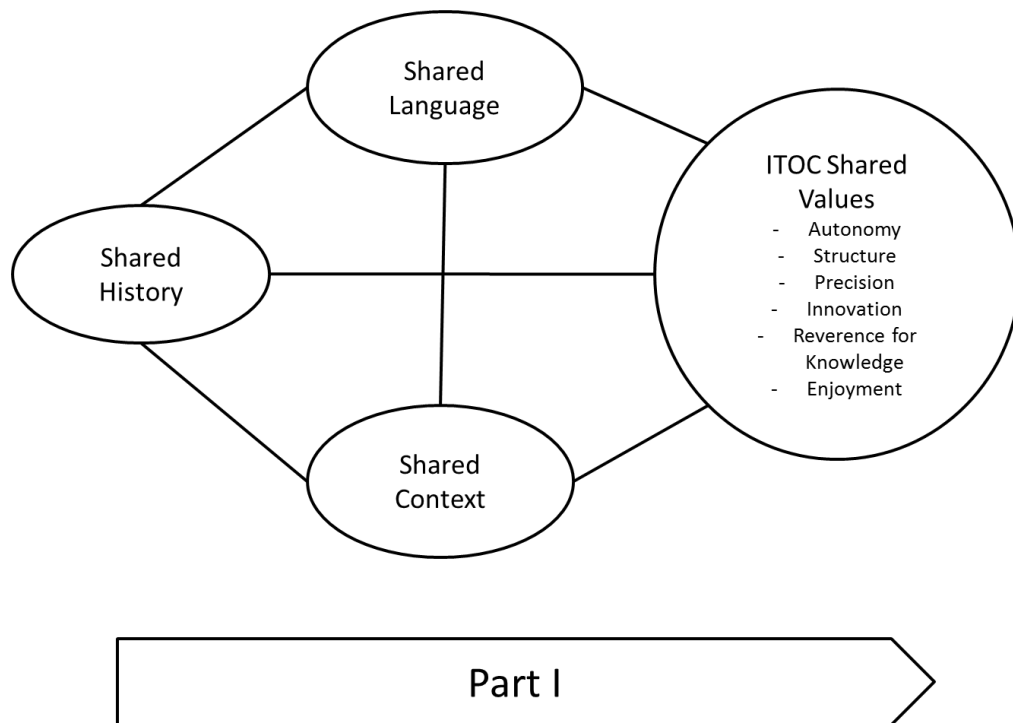 Shared
Language
Shared
History
ITOC Shared
Values
- Autonomy
- Structure
- Precision
- Innovation
- Reverence for
Knowledge
- Enjoyment
Shared
Context
Part I